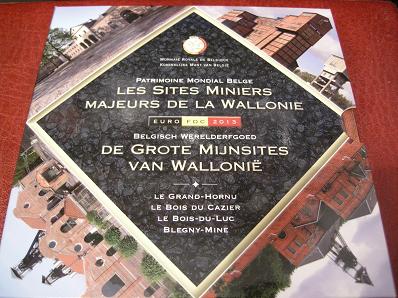 Monnaie Royale de Belgique
Koninklijke Munt van België
Patrimoine Mondial Belge
Les Sites Miniers
Majeurs de la Wallonie
EURO FDC 2013
Belgisch Werelderfgoed
De Grote Mijnsites
van Wallonië
Le Grand-Hornu
Le Bois du Cazier
Le Bois-du-Luc
Blegny-Mine